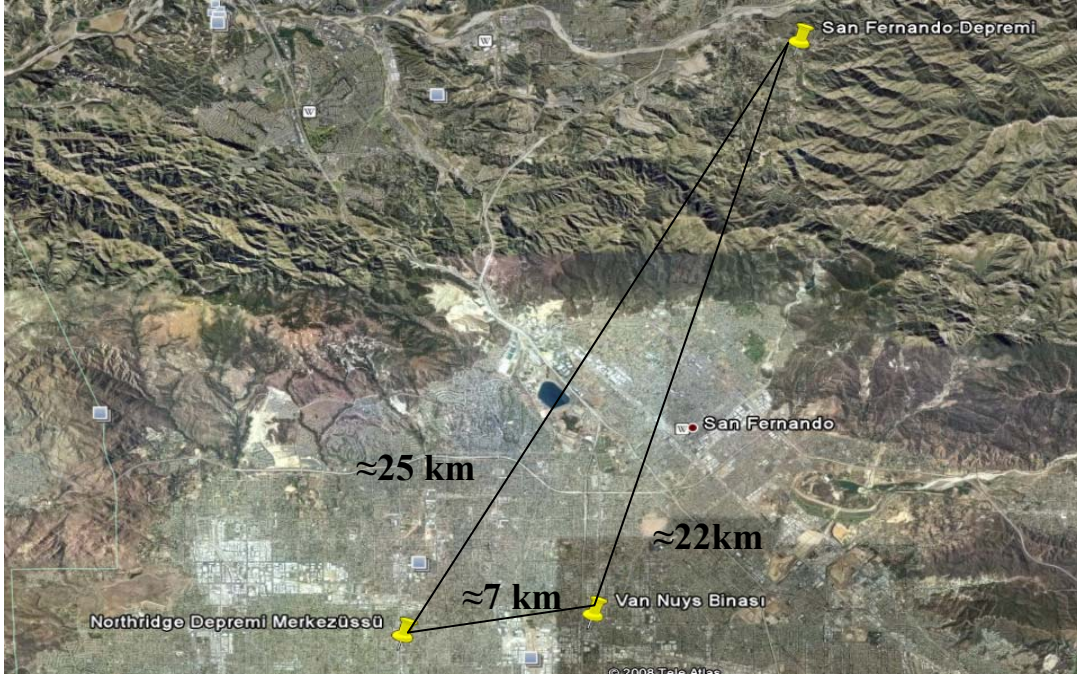 San Fernando Depremi
W
W
W San Fernando
≈25 km
≈22km
≈7 km
Van Nuys Binası
Northridge Depremi Merkezüssü
© 2008 Tele Atlas